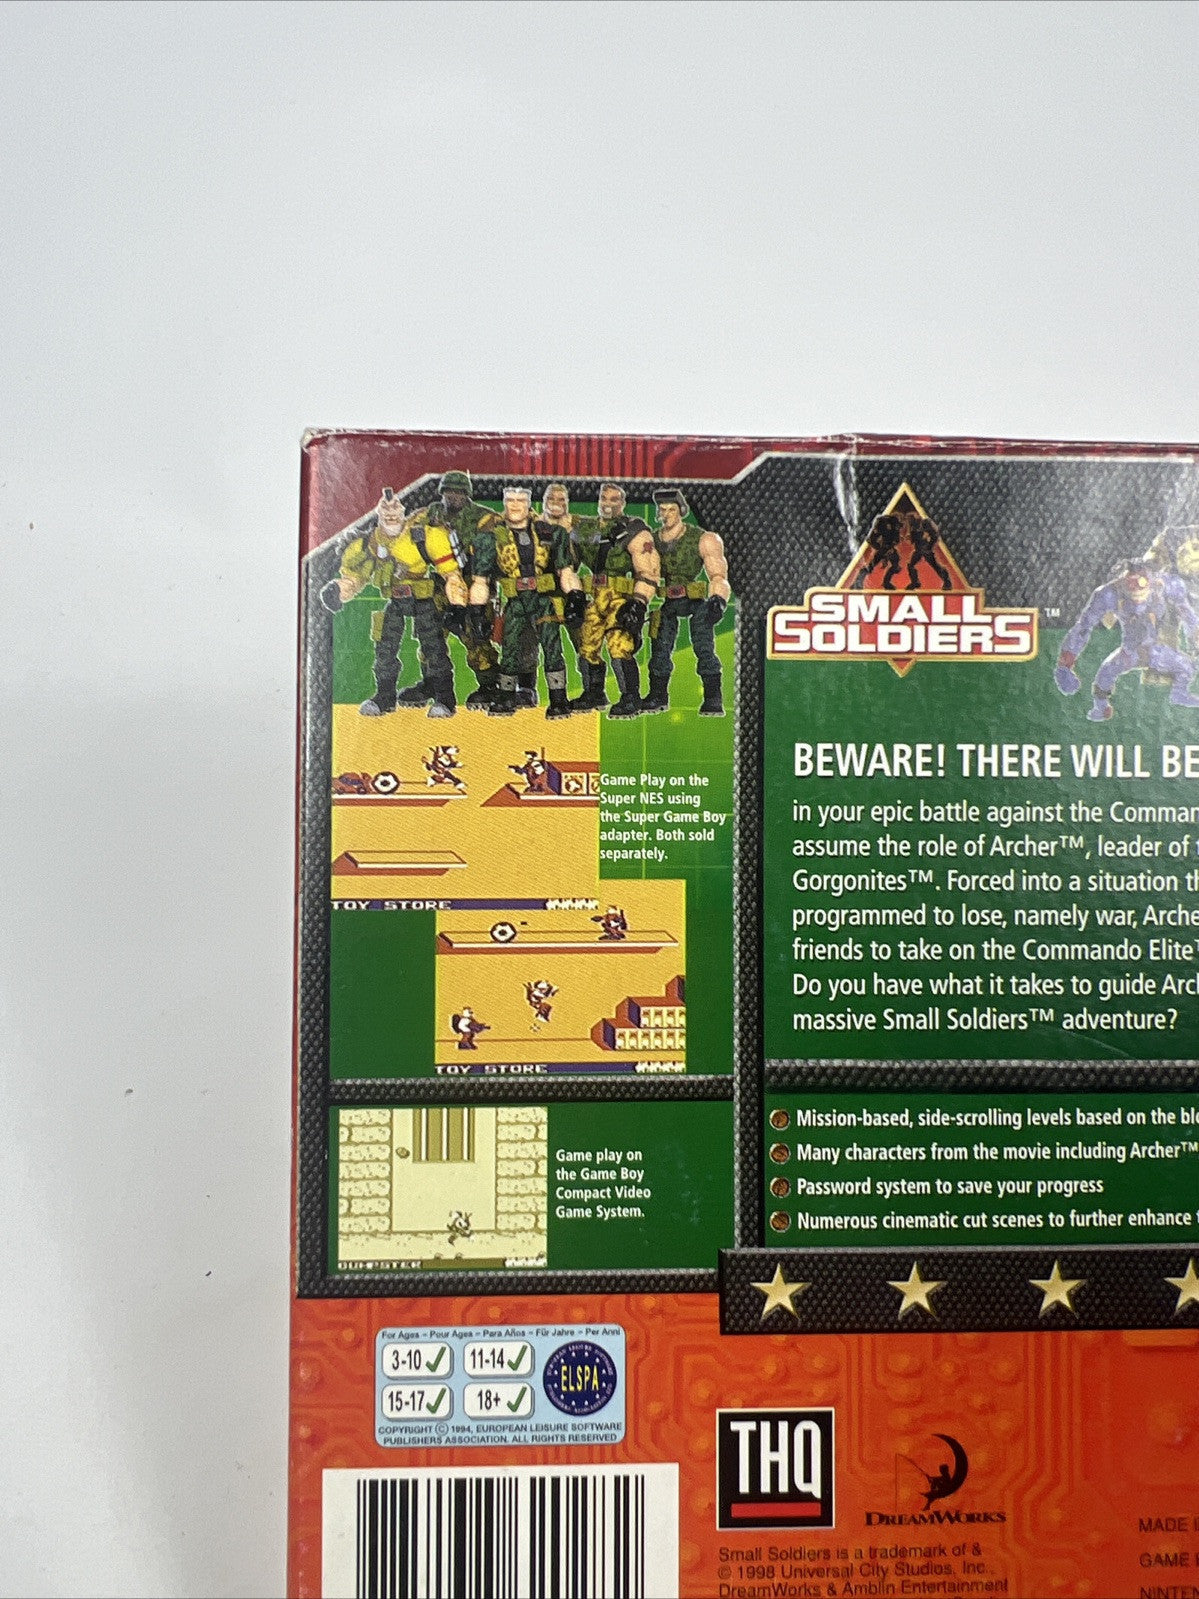 SMALL
SOLDIERS™
Game Play on the
Super NES using
the Super Game Boy
adapter. Both sold
separately.
TOY STORE
TOY STORE
Game play on
the Game Boy
Compact Video
Game System.
DUMPSTER
BEWARE! THERE WILL BE
in your epic battle against the Comman
assume the role of Archer™, leader of
Gorgonites™. Forced into a situation th
programmed to lose, namely war, Arche
friends to take on the Commando Elite™
Do you have what it takes to guide Arc
massive Small Soldiers™ adventure?
Mission-based, side-scrolling levels based on the blo
Many characters from the movie including Archer™
Password system to save your progress
Numerous cinematic cut scenes to further enhance
For Ages - Pour Ages - Para Años - Für Jahre - Per Anni
3-10 11-14
15-17 18+
ELSPA
COPYRIGHT © 1994, EUROPEAN LEISURE SOFTWARE
PUBLISHERS ASSOCIATION. ALL RIGHTS RESERVED
THQ
DREAMWORKS
Small Soldiers is a trademark of &
© 1998 Universal City Studios, Inc.,
DreamWorks & Amblin Entertainment
MADE
GAME
NINTEN